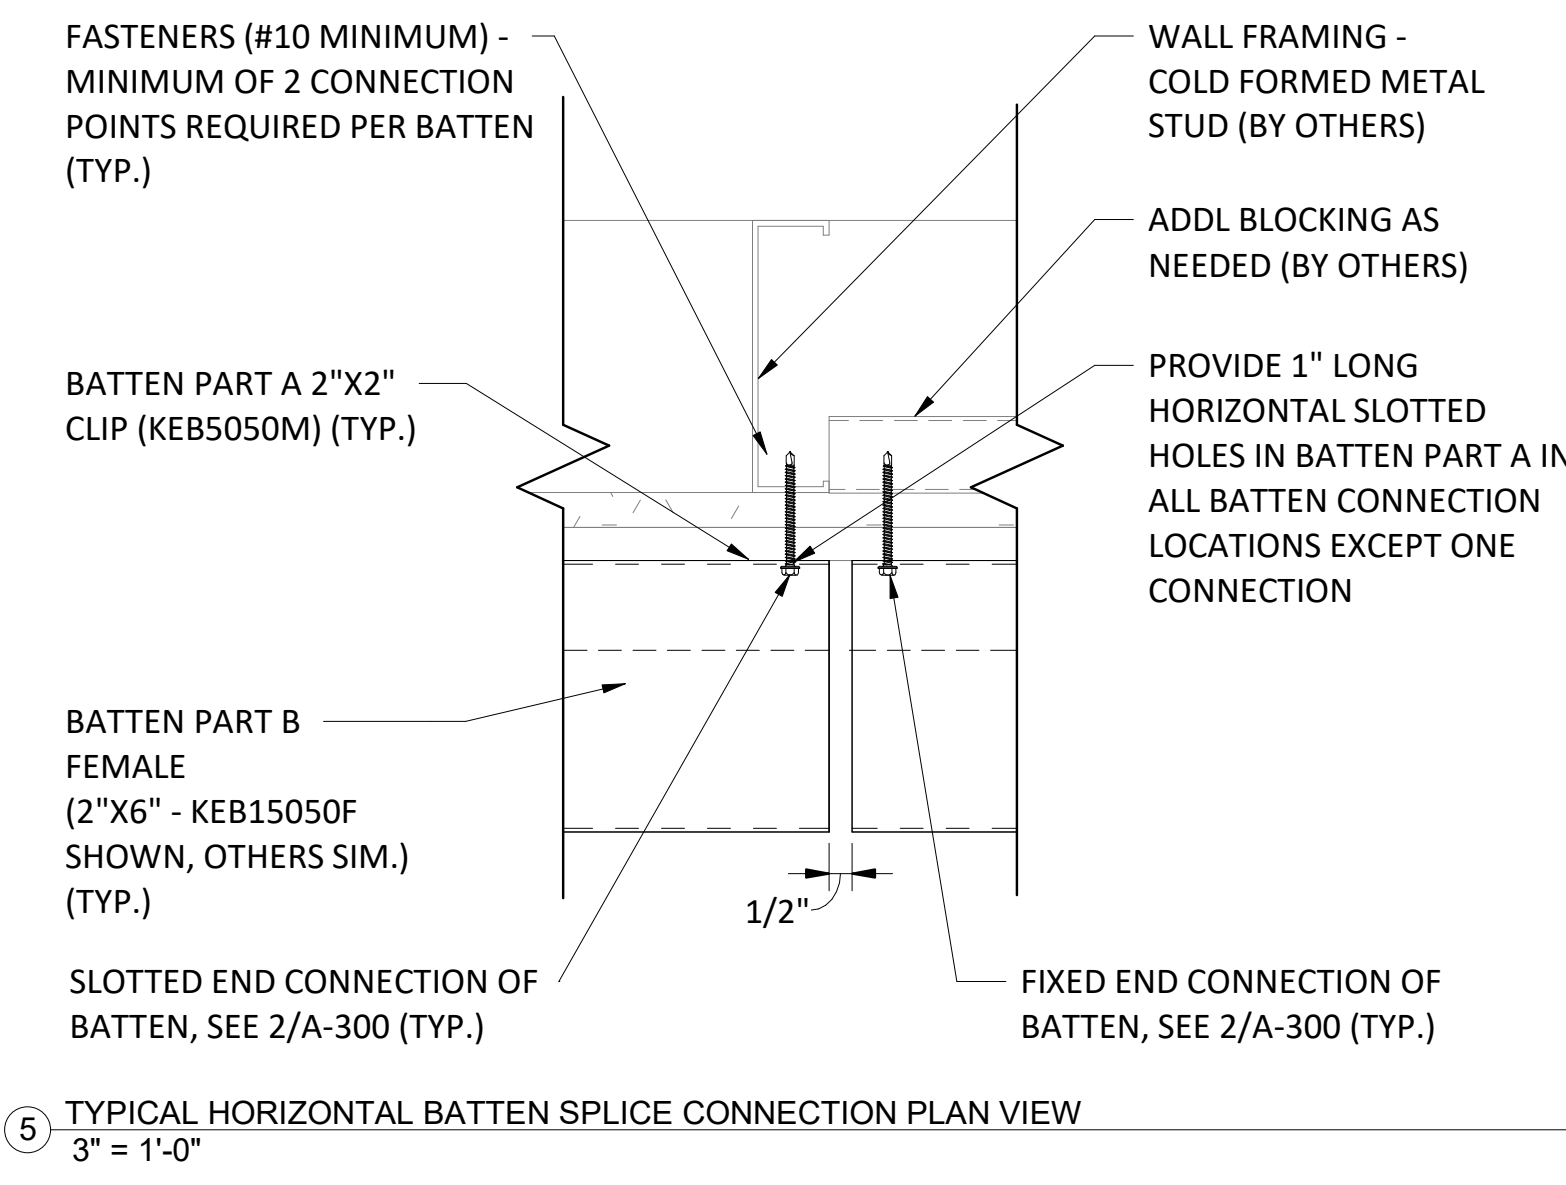 FASTENERS (#10 MINIMUM) -
MINIMUM OF 2 CONNECTION
POINTS REQUIRED PER BATTEN
(TYP.)
WALL FRAMING -
COLD FORMED METAL
STUD (BY OTHERS)
ADDL BLOCKING AS
NEEDED (BY OTHERS)
BATTEN PART A 2"X2"
CLIP (KEB5050M) (TYP.)
PROVIDE 1" LONG
HORIZONTAL SLOTTED
HOLES IN BATTEN PART A IN
ALL BATTEN CONNECTION
LOCATIONS EXCEPT ONE
CONNECTION
BATTEN PART B
FEMALE
(2"X6" - KEB15050F
SHOWN, OTHERS SIM.)
(TYP.)
1/2"
SLOTTED END CONNECTION OF
BATTEN, SEE 2/A-300 (TYP.)
FIXED END CONNECTION OF
BATTEN, SEE 2/A-300 (TYP.)
5 TYPICAL HORIZONTAL BATTEN SPLICE CONNECTION PLAN VIEW
3" = 1'-0"